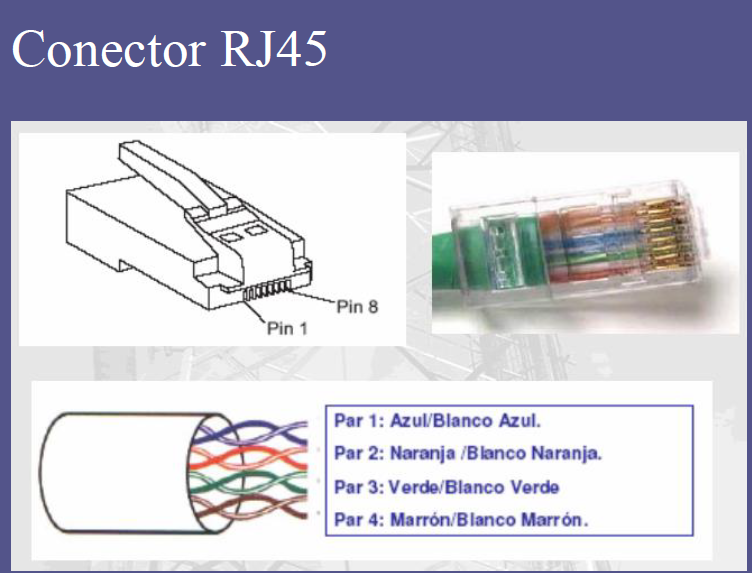 Conector RJ45
Pin 8
Pin 1
Par 1: Azul/Blanco Azul.
Par 2: Naranja /Blanco Naranja.
Par 3: Verde/Blanco Verde
Par 4: Marrón/Blanco Marrón.